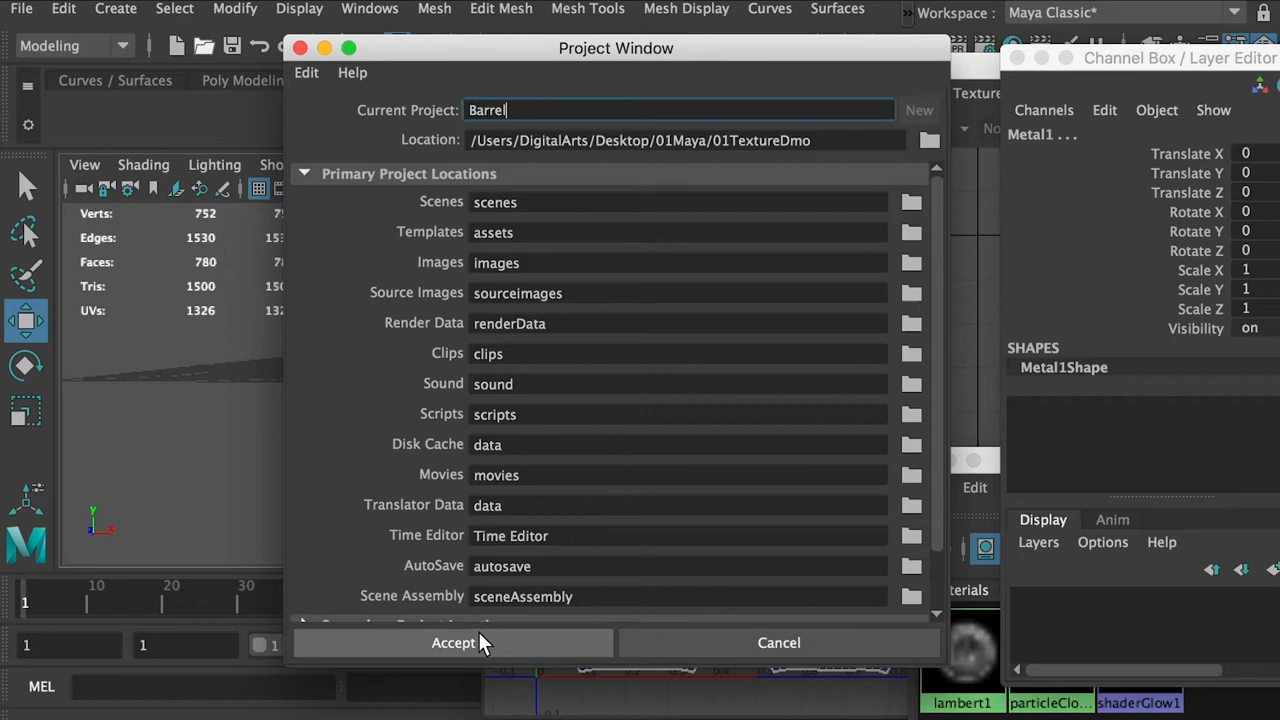 File Edit Create Select Modify Display Windows Mesh Edit Mesh Mesh Tools Mesh Display Curves Surfaces Workspace : Maya Classic*
Modeling
Project Window
Channel Box / Layer Editor
Curves / Surfaces Poly Modelin
Edit Help
Texture
Current Project: Barrel New
Channels Edit Object Show
Location: /Users/DigitalArts/Desktop/01Maya/01TextureDmo
No
Metal1 . . .
View Shading Lighting Sho
Primary Project Locations
Translate X 0
Translate Y 0
Translate Z 0
Rotate X 0
Rotate Y 0
Rotate Z 0
Scale X 1
Scale Y 1
Scale Z 1
Visibility on
SHAPES
Metal1Shape
Verts: 752
Edges: 1530
Faces: 780
Tris: 1500
UVs: 1326
Scenes scenes
Templates assets
Images images
Source Images sourceimages
Render Data renderData
Clips clips
Sound sound
Scripts scripts
Disk Cache data
Movies movies
Translator Data data
Time Editor Time Editor
AutoSave autosave
Scene Assembly sceneAssembly
Edit
y
z x
Display Anim
Layers Options Help
Accept Cancel
10 20 30
1
1 1 1
MEL
lambert1 particleClo... shaderGlow1